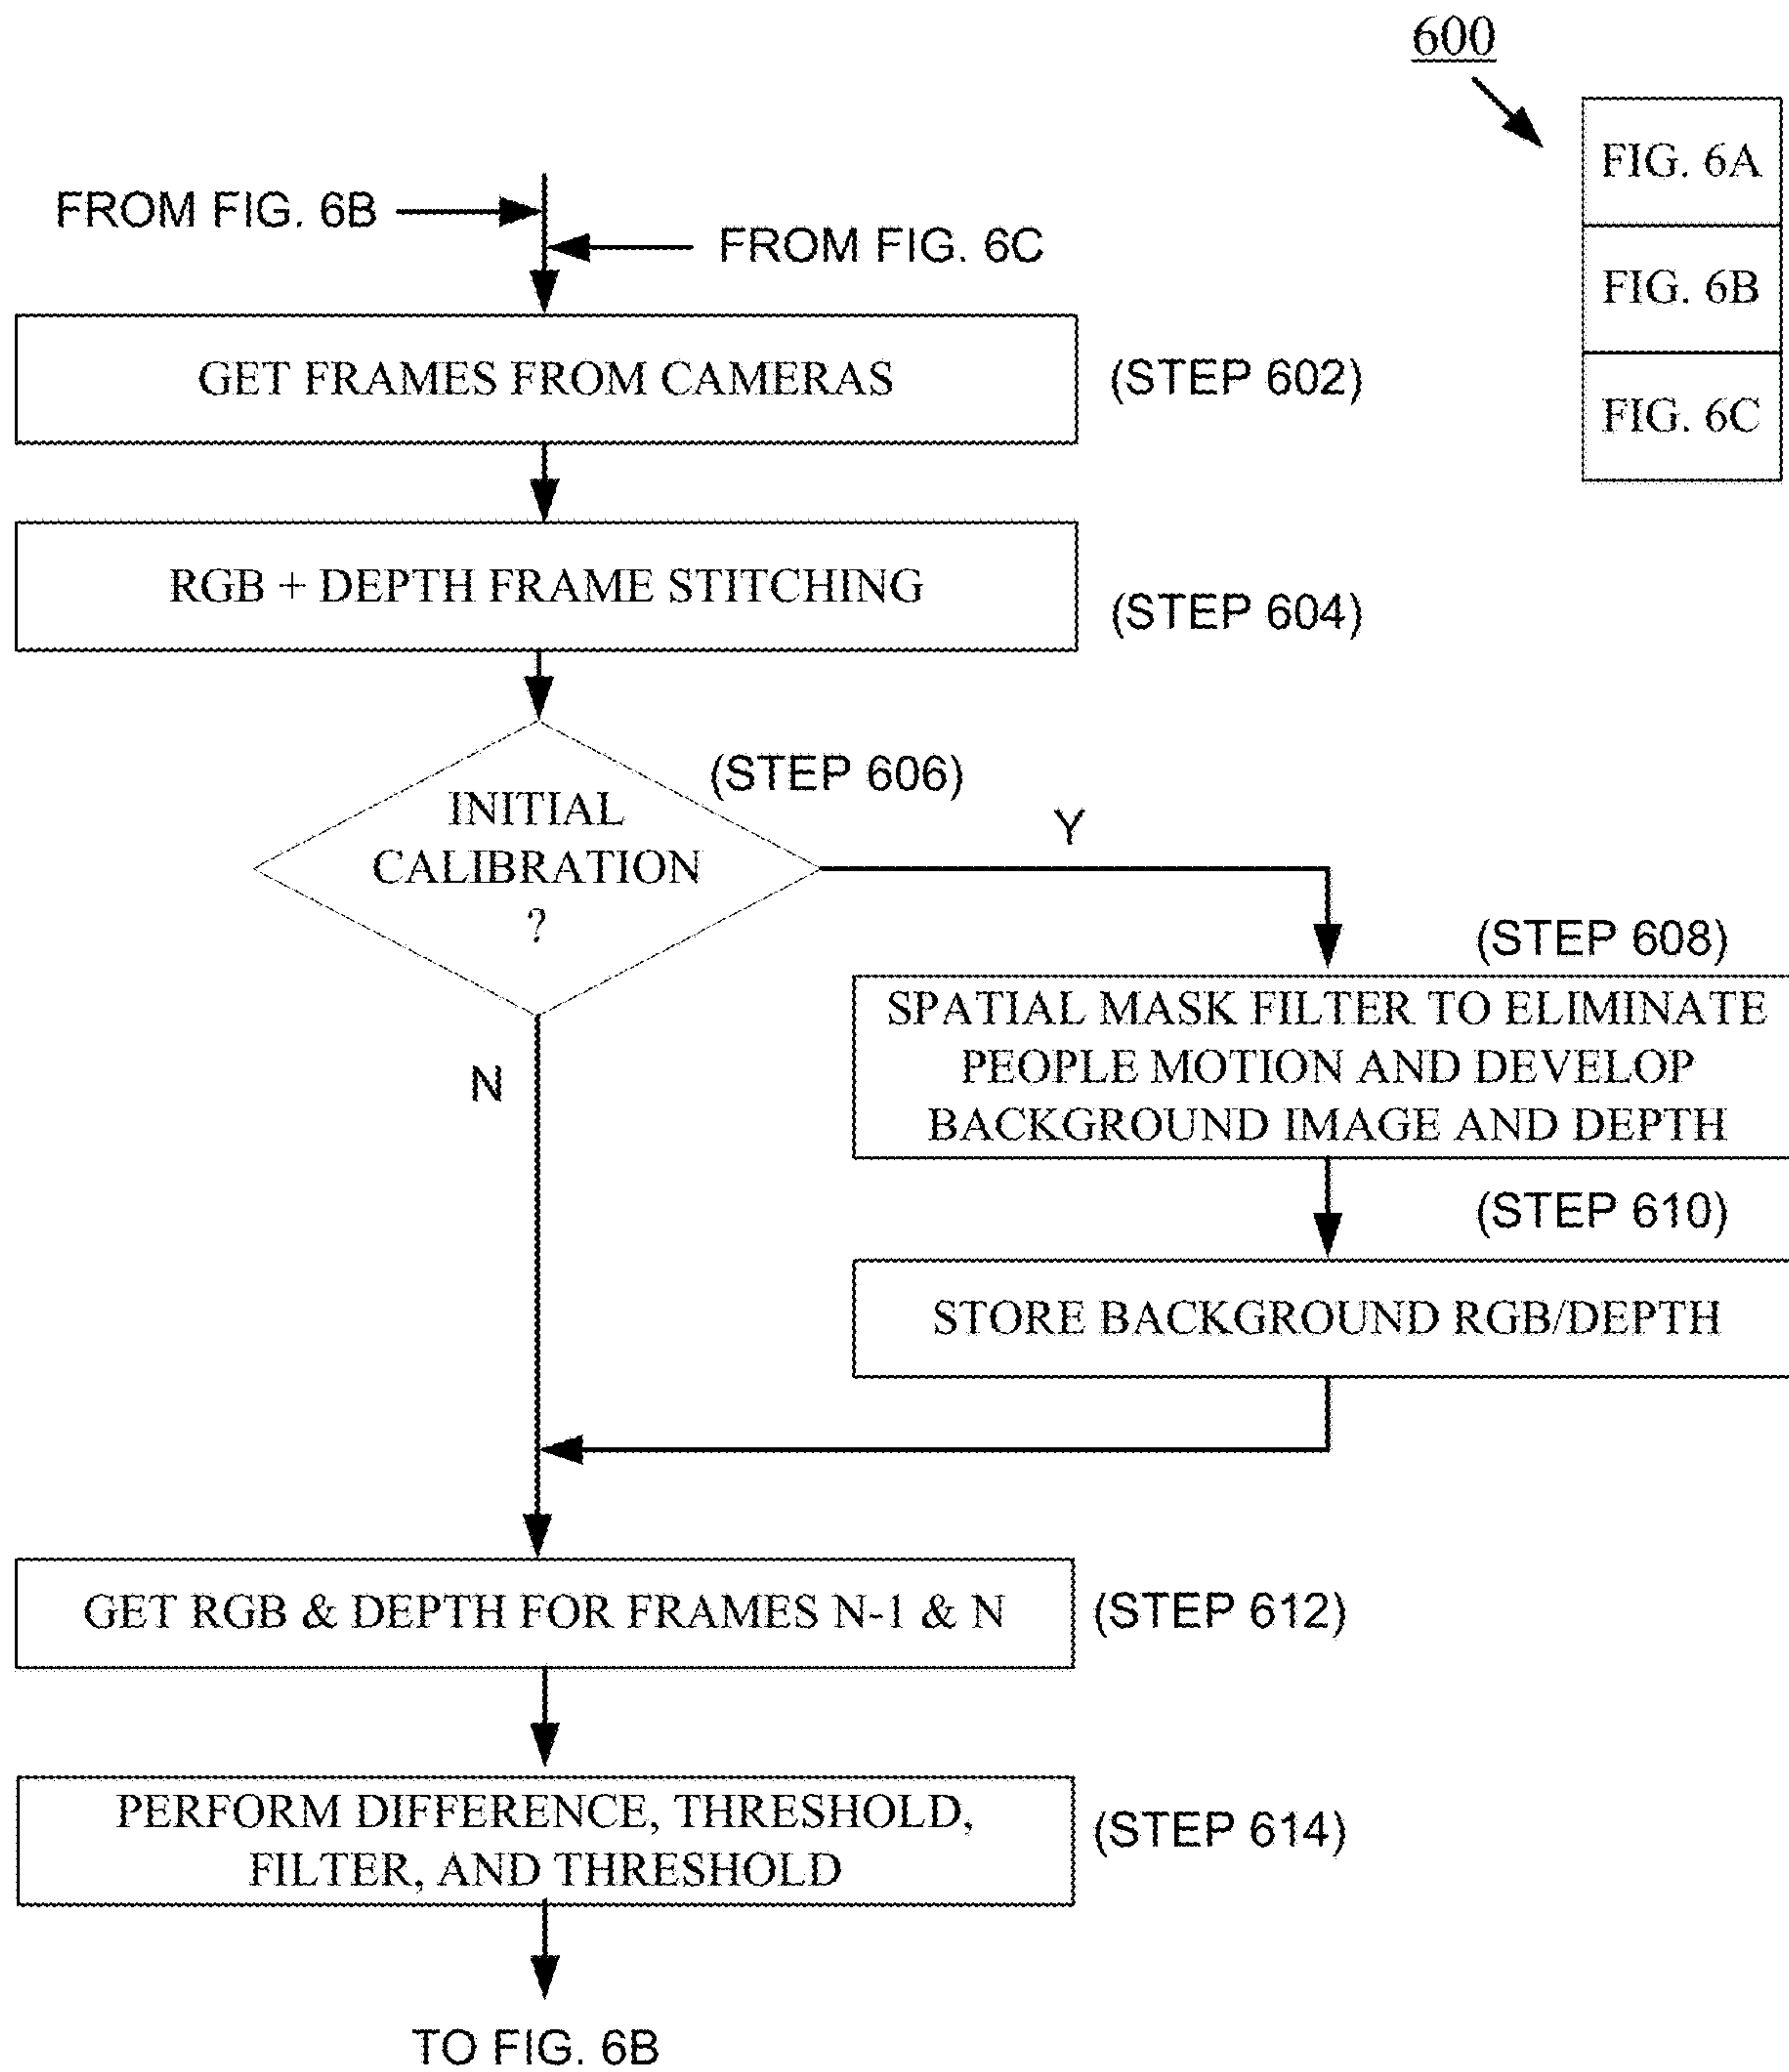 600
FIG. 6A
FIG. 6B
FIG. 6C
FROM FIG. 6B
FROM FIG. 6C
GET FRAMES FROM CAMERAS
(STEP 602)
RGB + DEPTH FRAME STITCHING
(STEP 604)
(STEP 606)
INITIAL
CALIBRATION
?
Y
N
(STEP 608)
SPATIAL MASK FILTER TO ELIMINATE
PEOPLE MOTION AND DEVELOP
BACKGROUND IMAGE AND DEPTH
(STEP 610)
STORE BACKGROUND RGB/DEPTH
GET RGB & DEPTH FOR FRAMES N-1 & N
(STEP 612)
PERFORM DIFFERENCE, THRESHOLD,
FILTER, AND THRESHOLD
(STEP 614)
TO FIG. 6B